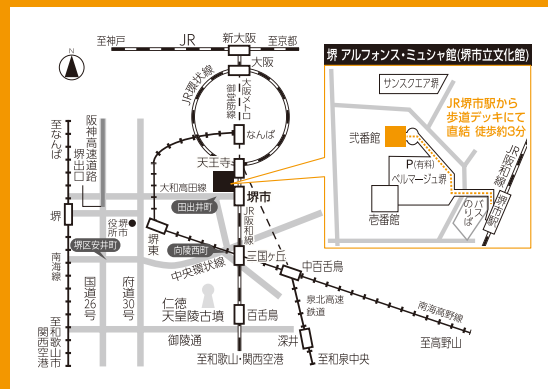 至神戸
JR
新大阪
至京都
N
大阪
JR環状線
大阪メトロ
御堂筋線
なんば
天王寺
大和高田線
田出井町
堺市
JR阪和線
阪神高速道路
堺出口
至なんば
堺
堺市
役所
堺東
向陵西町
堺区安井町
三国ヶ丘
中央環状線
中百舌鳥
南海線
国道26号
府道30号
仁徳
天皇陵古墳
百舌鳥
泉北高速
鉄道
南海高野線
至高野山
御陵通
深井
至和歌山市
関西空港
至和歌山・関西空港
至和泉中央
堺 アルフォンス・ミュシャ館(堺市立文化館)
サンスクエア堺
JR堺市駅から
歩道デッキにて
直結 徒歩約3分
弐番館
P(有料)
ベルマージュ堺
壱番館
バス
のりば
JR阪和線
堺市駅